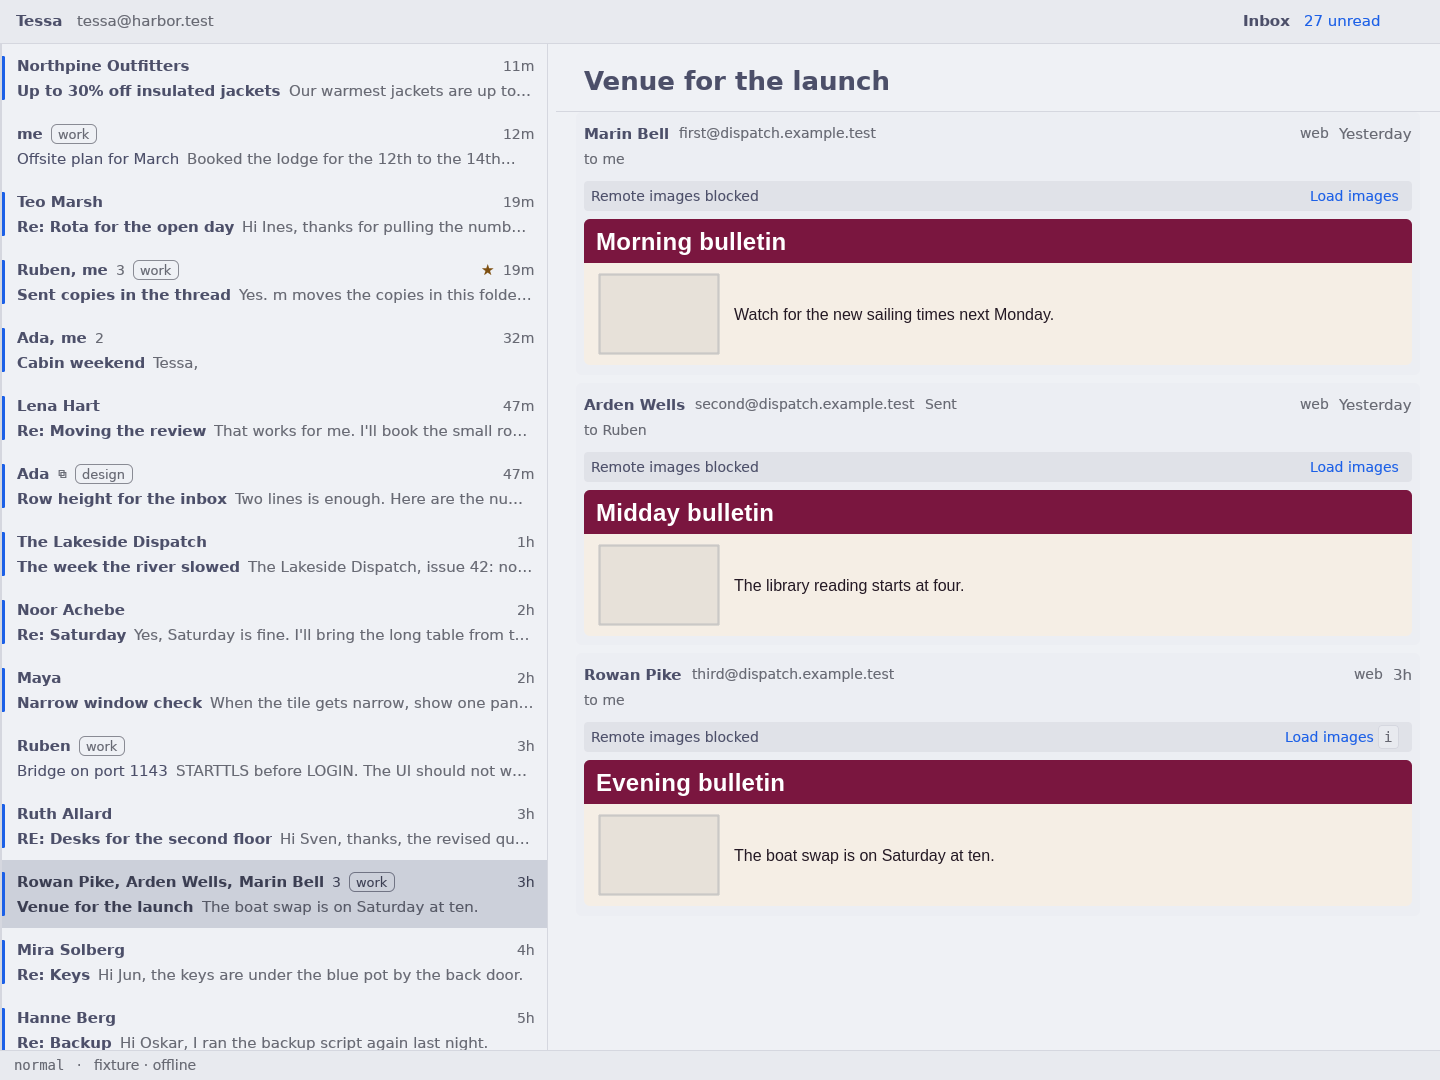 Tessa tessa@harbor.test
Inbox 27 unread
Northpine Outfitters 11m
Up to 30% off insulated jackets Our warmest jackets are up to…
me work 12m
Offsite plan for March Booked the lodge for the 12th to the 14th…
Teo Marsh 19m
Re: Rota for the open day Hi Ines, thanks for pulling the numb…
Ruben, me 3 work ★ 19m
Sent copies in the thread Yes. m moves the copies in this folde…
Ada, me 2 32m
Cabin weekend Tessa,
Lena Hart 47m
Re: Moving the review That works for me. I'll book the small ro…
Ada design 47m
Row height for the inbox Two lines is enough. Here are the nu…
The Lakeside Dispatch 1h
The week the river slowed The Lakeside Dispatch, issue 42: no…
Noor Achebe 2h
Re: Saturday Yes, Saturday is fine. I'll bring the long table from t…
Maya 2h
Narrow window check When the tile gets narrow, show one pan…
Ruben work 3h
Bridge on port 1143 STARTTLS before LOGIN. The UI should not w…
Ruth Allard 3h
RE: Desks for the second floor Hi Sven, thanks, the revised qu…
Rowan Pike, Arden Wells, Marin Bell 3 work 3h
Venue for the launch The boat swap is on Saturday at ten.
Mira Solberg 4h
Re: Keys Hi Jun, the keys are under the blue pot by the back door.
Hanne Berg 5h
Re: Backup Hi Oskar, I ran the backup script again last night.
Venue for the launch
Marin Bell first@dispatch.example.test web Yesterday
to me
Remote images blocked Load images
Morning bulletin
Watch for the new sailing times next Monday.
Arden Wells second@dispatch.example.test Sent web Yesterday
to Ruben
Remote images blocked Load images
Midday bulletin
The library reading starts at four.
Rowan Pike third@dispatch.example.test web 3h
to me
Remote images blocked Load images i
Evening bulletin
The boat swap is on Saturday at ten.
normal · fixture · offline